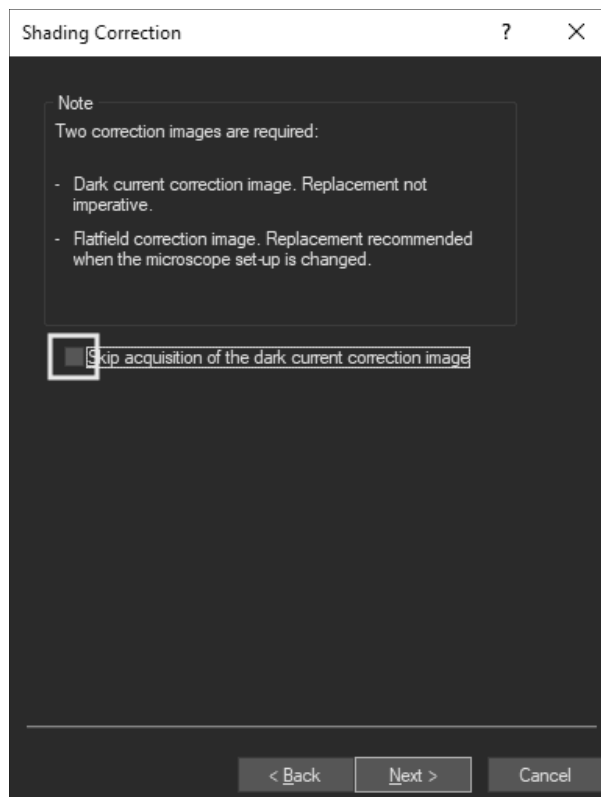 Shading Correction ?
Note
Two correction images are required:
- Dark current correction image. Replacement not
imperative.
- Flatfield correction image. Replacement recommended
when the microscope set-up is changed.
Skip acquisition of the dark current correction image
< Back Next > Cancel